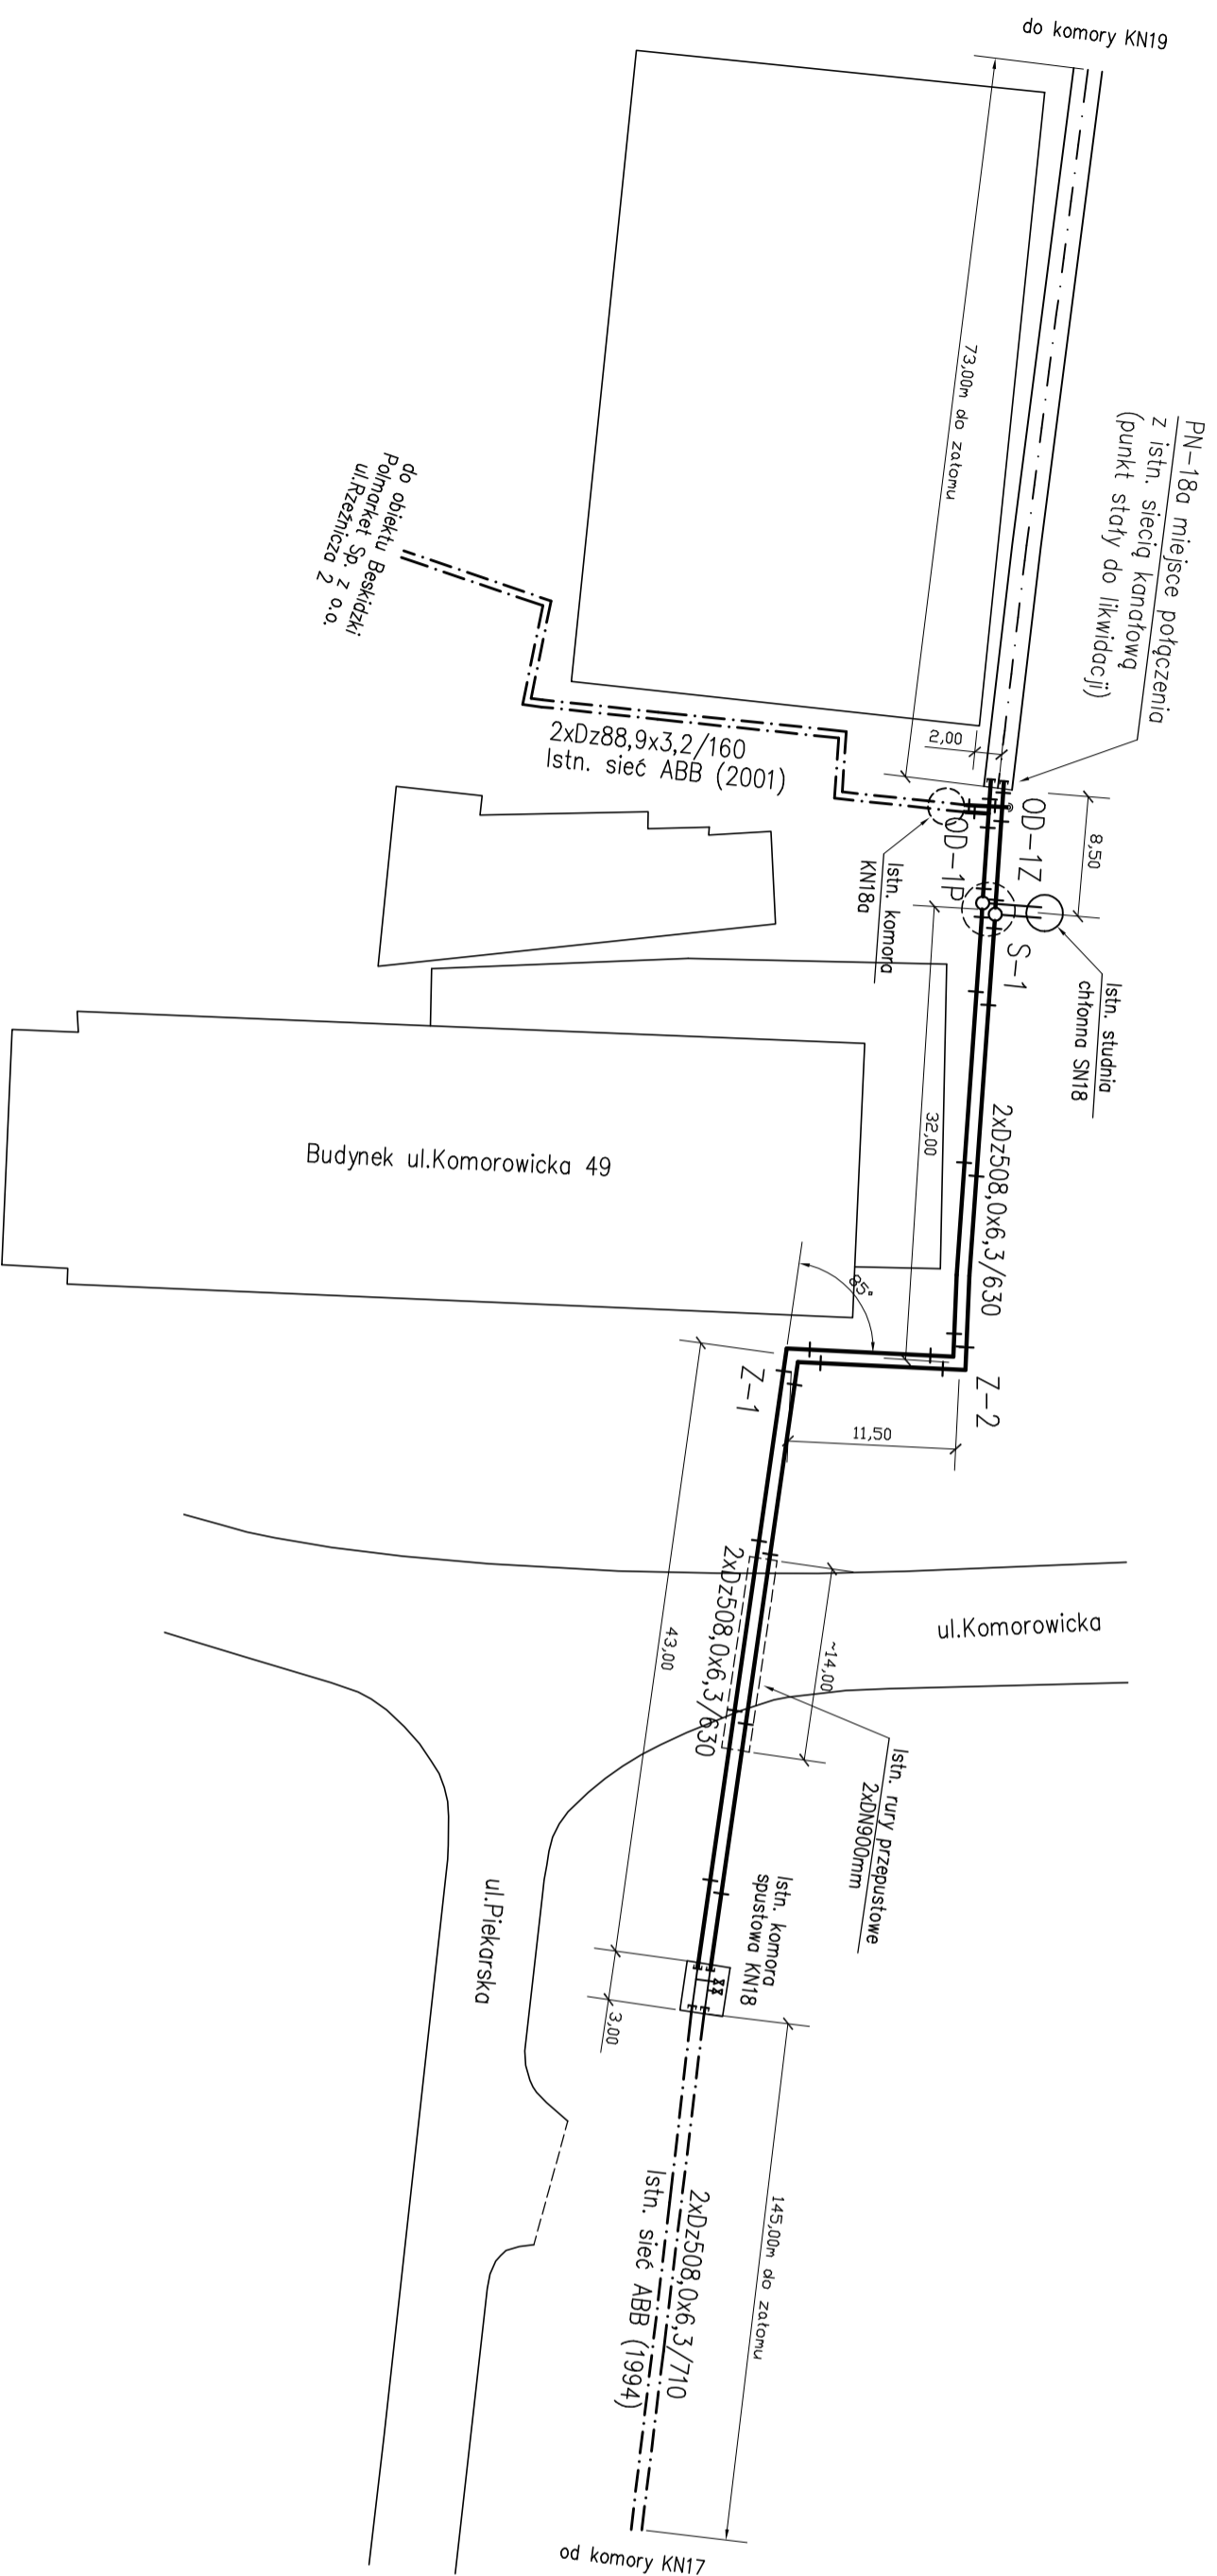 do komory KN19
73,00m do załomu
PN-18a miejsce połączenia
z istn. siecią kanałową
(punkt stały do likwidacji)
do obiektu Beskidzki
Polmarket Sp. z o.o.
ul.Rzeźnicza 2
2xDz88,9x3,2/160
Istn. sieć ABB (2001)
2,00
OD-1Z
OD-1P
8,50
Istn. komora
KN18a
S-1
Istn. studnia
chłonna SN18
32,00
2xDz508,0x6,3/630
Budynek ul.Komorowicka 49
85°
Z-1
Z-2
11,50
2xDz508,0x6,3/630
~14,00
ul.Komorowicka
43,00
Istn. rury przepustowe
2xDN900mm
Istn. komora
spustowa KN18
ul.Piekarska
3,00
145,00m do załomu
2xDz508,0x6,3/710
Istn. sieć ABB (1994)
od komory KN17